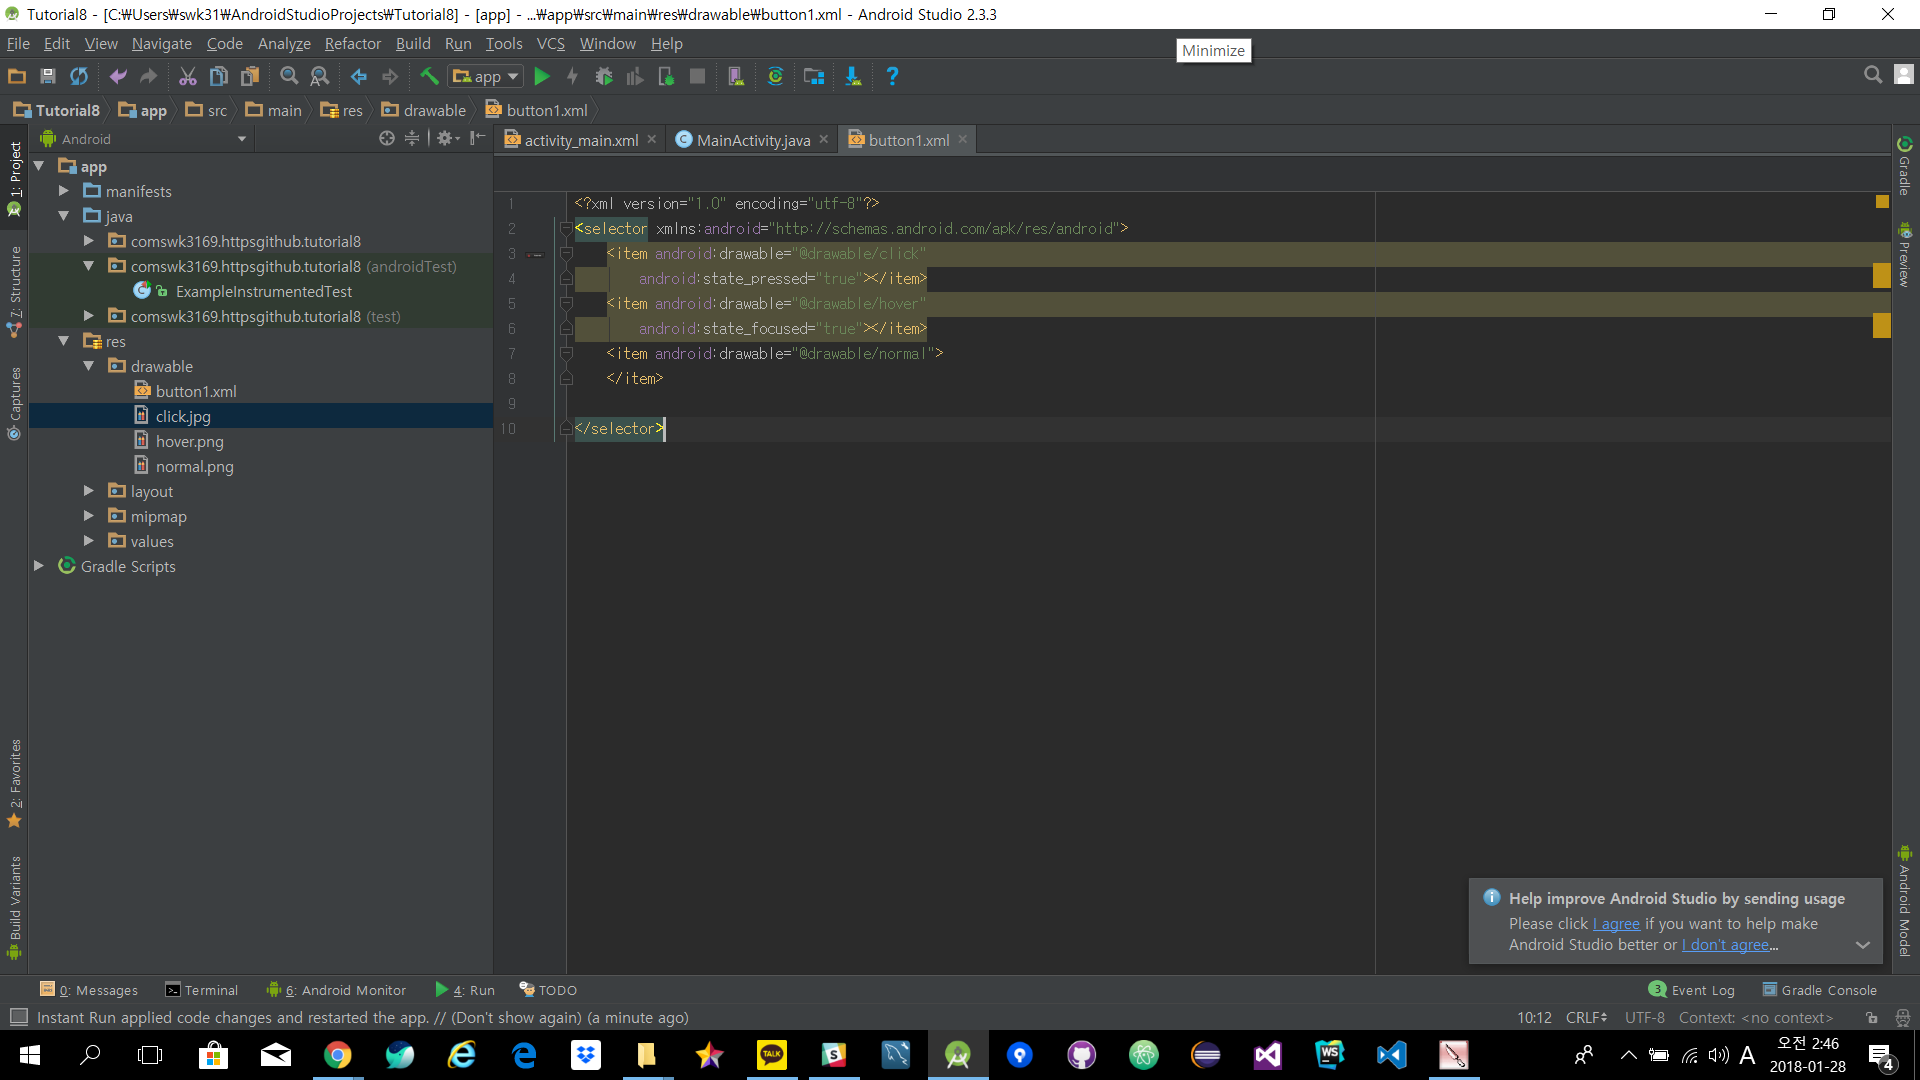 Tutorial8 - [C:₩Users₩swk31₩AndroidStudioProjects₩Tutorial8] - [app] - ...₩app₩src₩main₩res₩drawable₩button1.xml - Android Studio 2.3.3
File Edit View Navigate Code Analyze Refactor Build Run Tools VCS Window Help
Minimize
app
Tutorial8 app src main res drawable button1.xml
Android
activity_main.xml MainActivity.java button1.xml
1: Project
7: Structure
Captures
2: Favorites
Build Variants
app
manifests
java
comswk3169.httpsgithub.tutorial8
comswk3169.httpsgithub.tutorial8 (androidTest)
ExampleInstrumentedTest
comswk3169.httpsgithub.tutorial8 (test)
res
drawable
button1.xml
click.jpg
hover.png
normal.png
layout
mipmap
values
Gradle Scripts
1 <?xml version="1.0" encoding="utf-8"?>
2 <selector xmlns:android="http://schemas.android.com/apk/res/android">
3 <item android:drawable="@drawable/click"
4 android:state_pressed="true"></item>
5 <item android:drawable="@drawable/hover"
6 android:state_focused="true"></item>
7 <item android:drawable="@drawable/normal">
8 </item>
9
10 </selector>
Gradle
Preview
Android Model
Help improve Android Studio by sending usage
Please click I agree if you want to help make
Android Studio better or I don't agree...
0: Messages Terminal 6: Android Monitor 4: Run TODO 3 Event Log Gradle Console
Instant Run applied code changes and restarted the app. // (Don't show again) (a minute ago) 10:12 CRLF UTF-8 Context: <no context>
TALK
WS
A
오전 2:46
2018-01-28
4